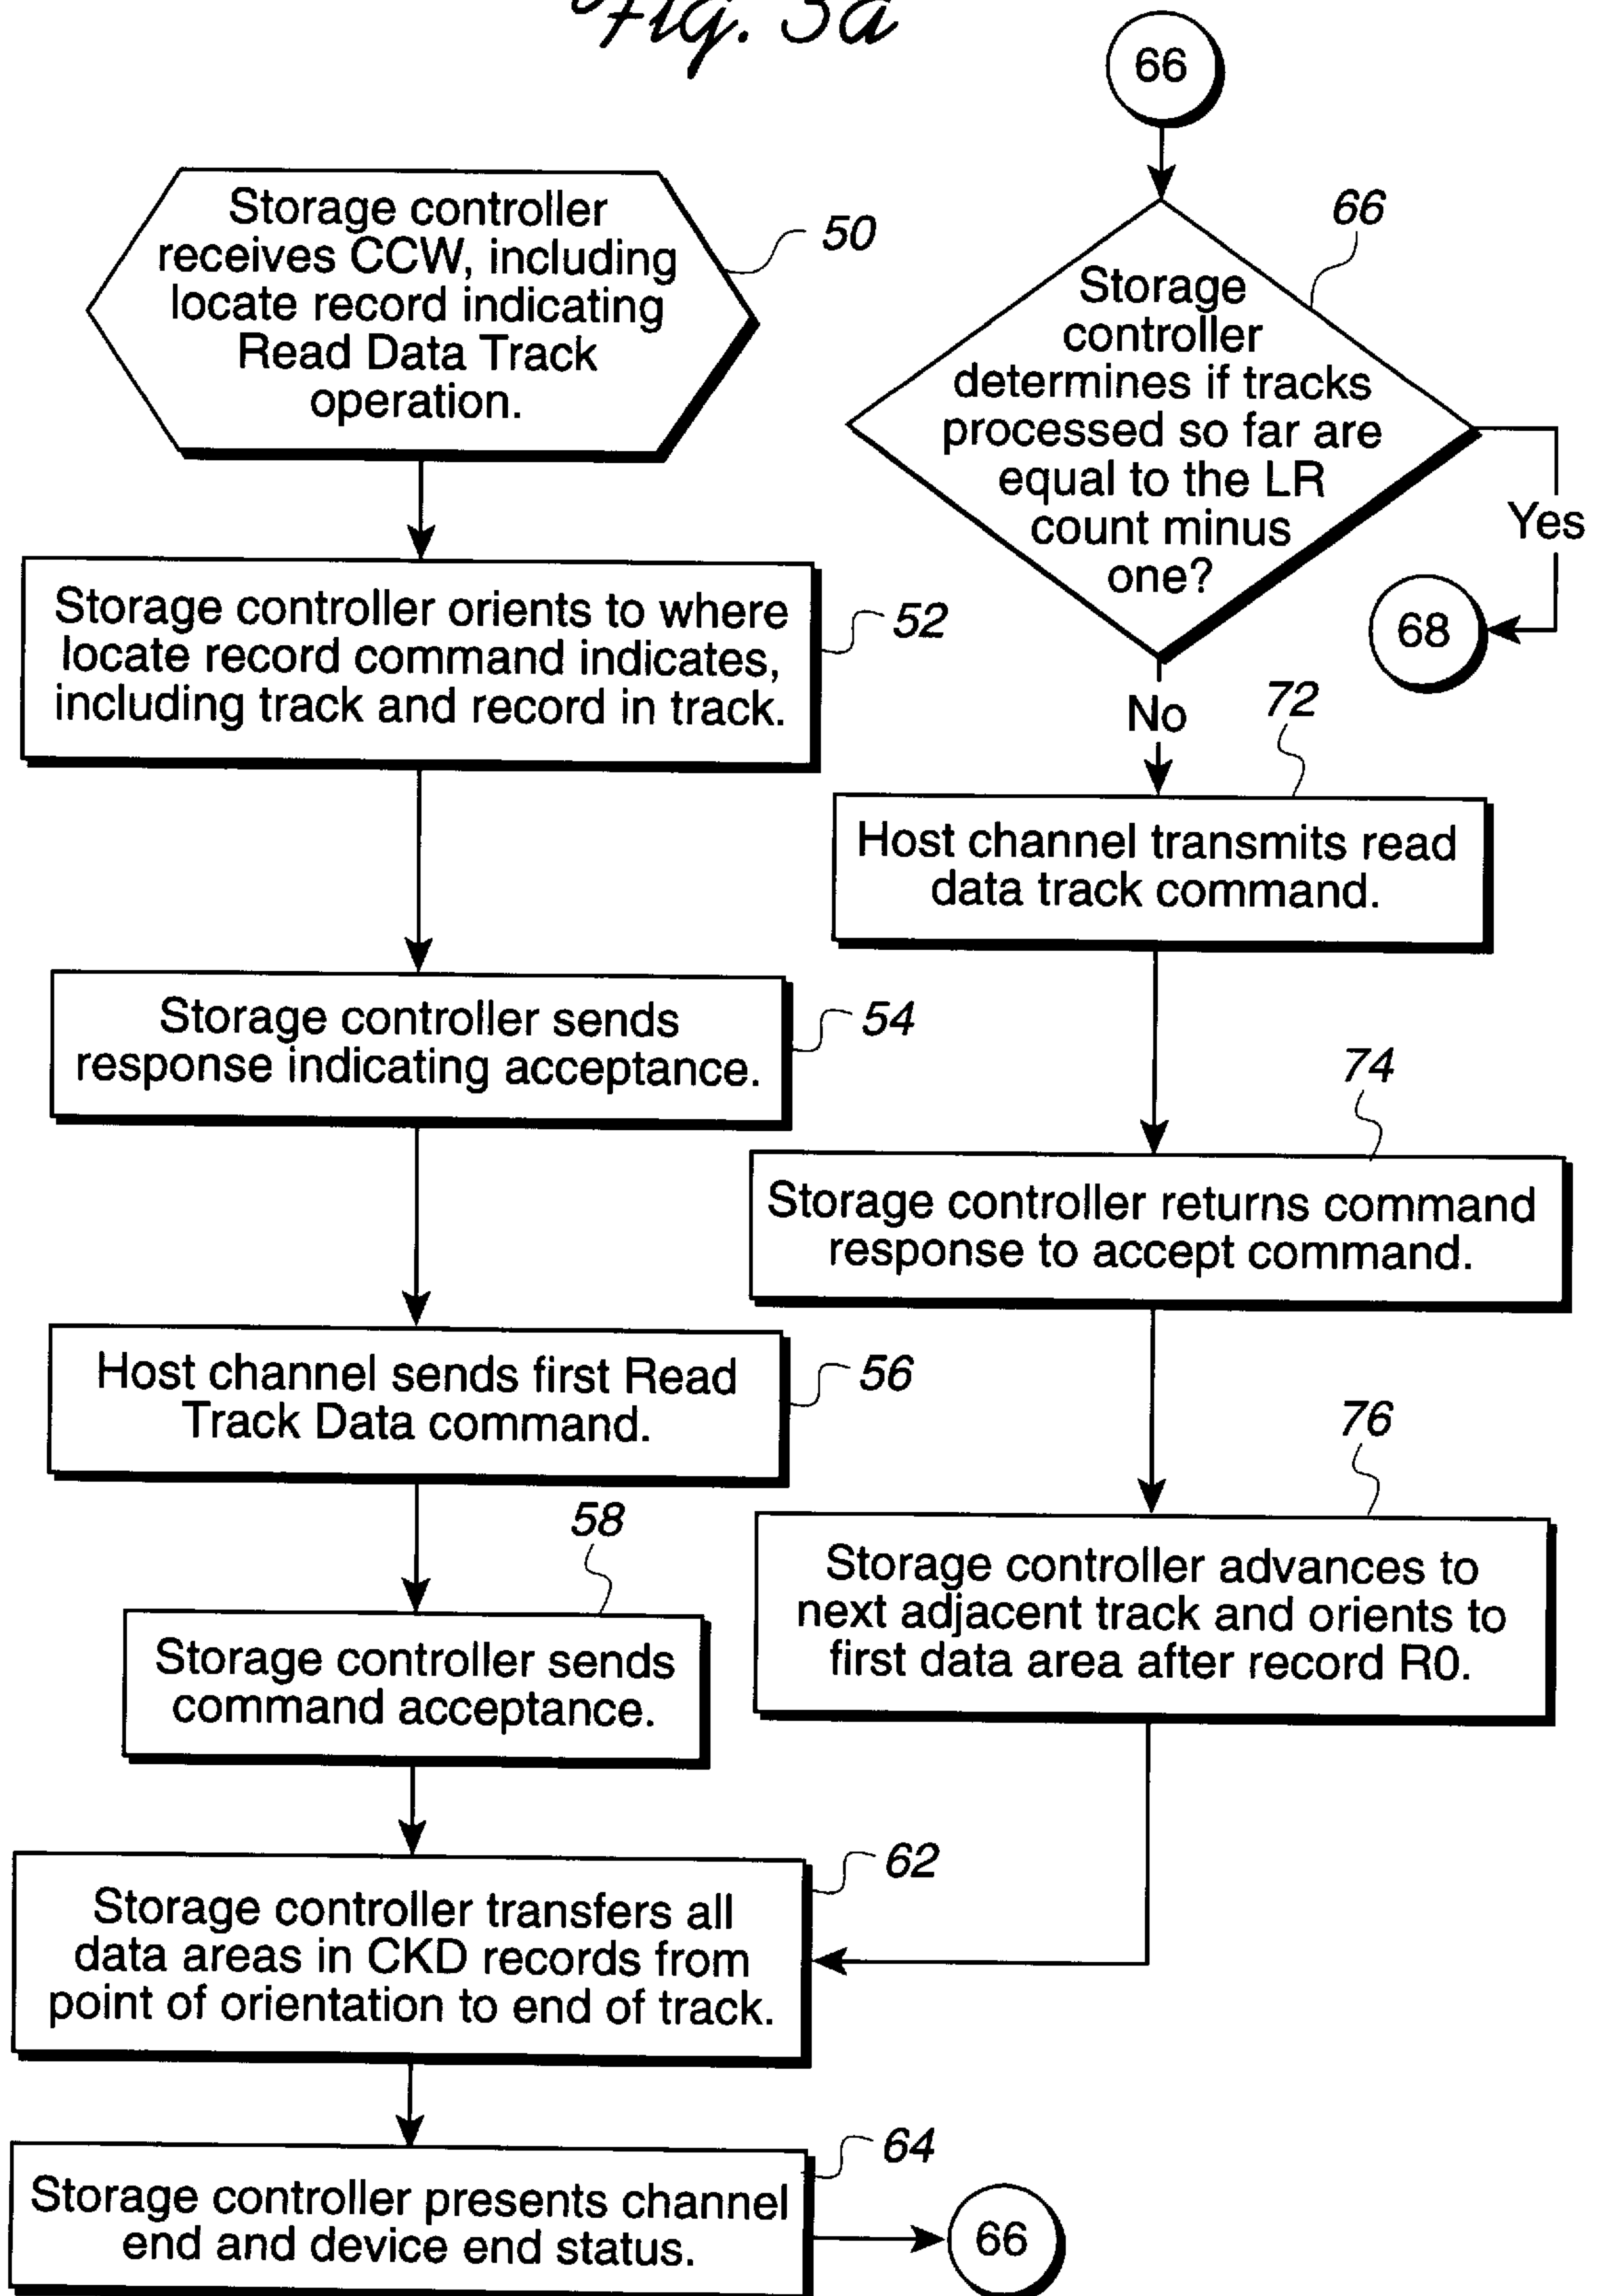 Fig. 3a
Storage controller
receives CCW, including
locate record indicating
Read Data Track
operation.
50
Storage controller orients to where
locate record command indicates,
including track and record in track.
52
Storage controller sends
response indicating acceptance.
54
Host channel sends first Read
Track Data command.
56
58
Storage controller sends
command acceptance.
62
Storage controller transfers all
data areas in CKD records from
point of orientation to end of track.
64
Storage controller presents channel
end and device end status.
66
66
66
Storage
controller
determines if tracks
processed so far are
equal to the LR
count minus
one?
Yes
68
No
72
Host channel transmits read
data track command.
74
Storage controller returns command
response to accept command.
76
Storage controller advances to
next adjacent track and orients to
first data area after record R0.